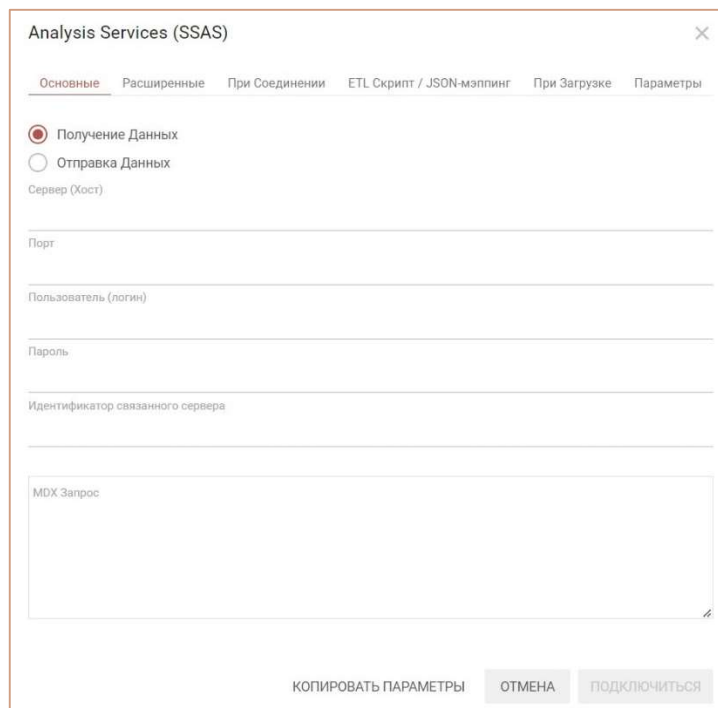 Analysis Services (SSAS)
Основные Расширенные При Соединении ETL Скрипт / JSON-мэппинг При Загрузке Параметры
Получение Данных
Отправка Данных
Сервер (Хост)
Порт
Пользователь (логин)
Пароль
Идентификатор связанного сервера
MDX Запрос
КОПИРОВАТЬ ПАРАМЕТРЫ ОТМЕНА ПОДКЛЮЧИТЬСЯ